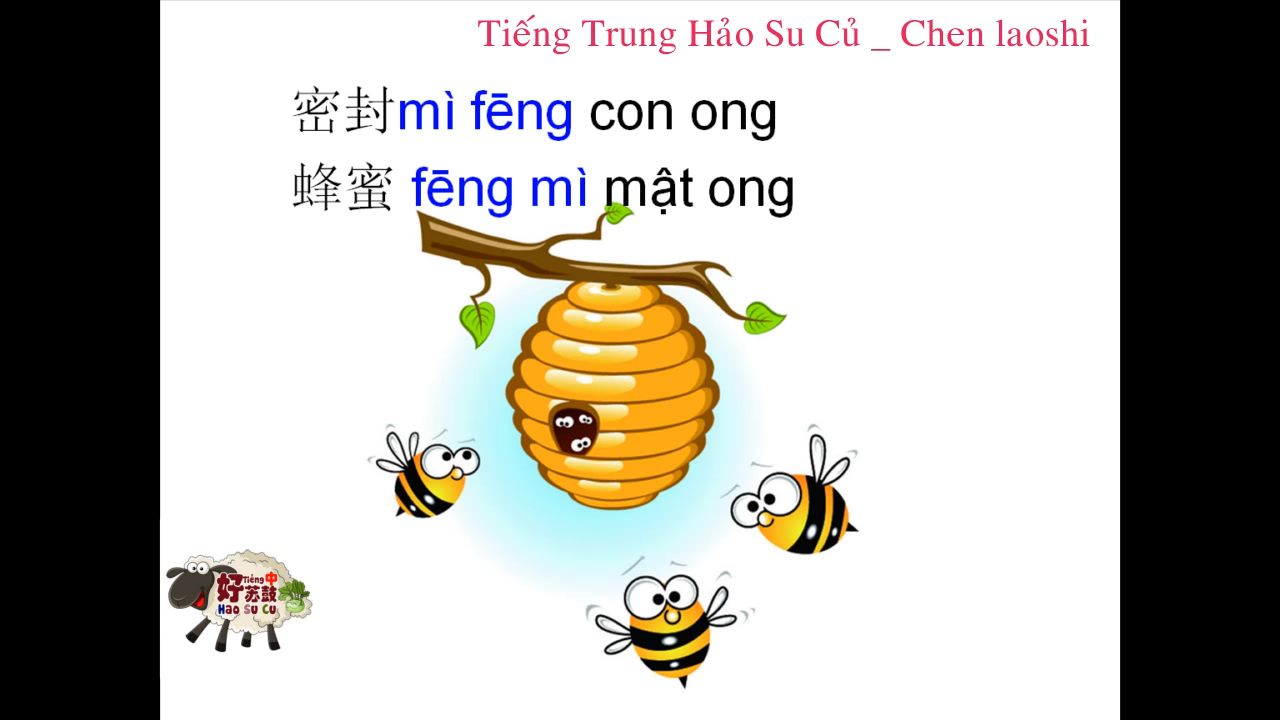 Tiếng Trung Hảo Su Củ _ Chen laoshi
密封mì fēng con ong
蜂蜜 fēng mì mật ong
好 Tiếng 中
苏鼓
Hao Su Cu